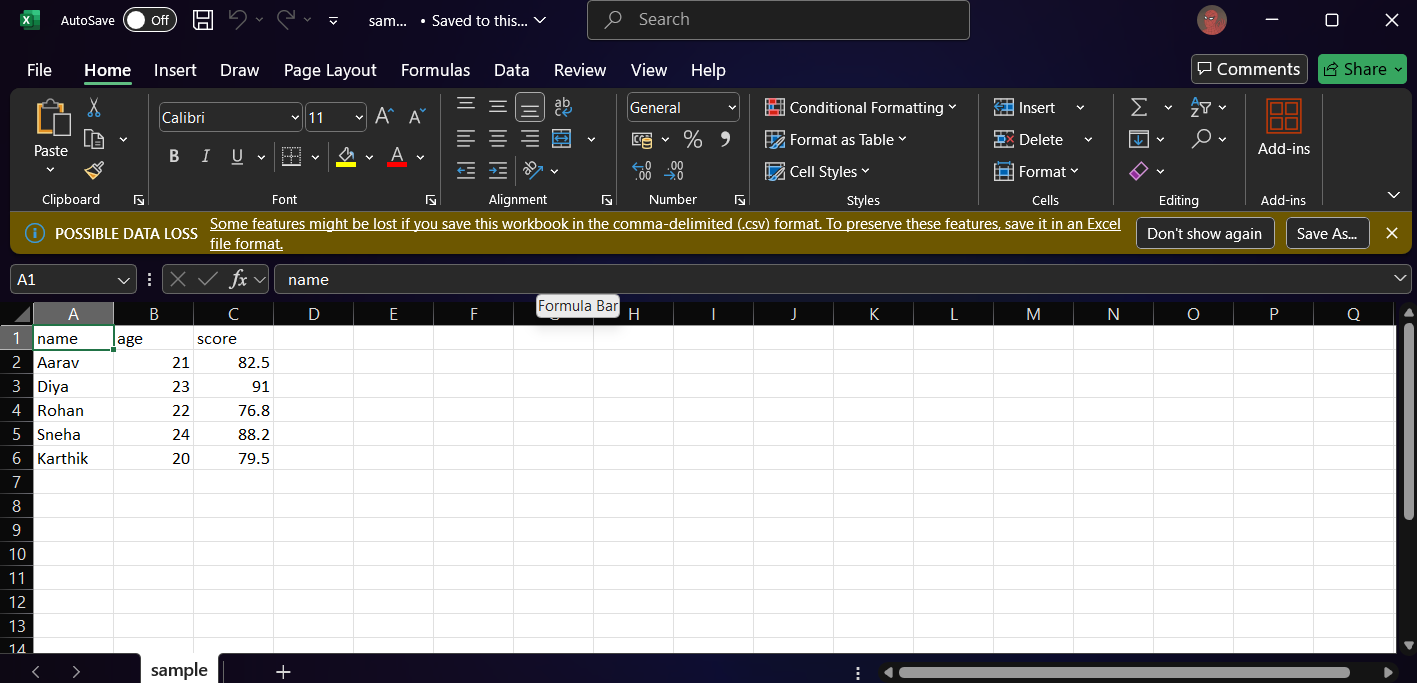 AutoSave Off sam... • Saved to this... Search
File Home Insert Draw Page Layout Formulas Data Review View Help Comments Share
Paste
Clipboard
Calibri 11
B I U
Font
ab
Alignment
General
% 9
.00 .00
Number
Conditional Formatting
Format as Table
Cell Styles
Styles
Insert
Delete
Format
Cells
Editing
Add-ins
Add-ins
POSSIBLE DATA LOSS Some features might be lost if you save this workbook in the comma-delimited (.csv) format. To preserve these features, save it in an Excel
file format. Don't show again Save As...
A1 fx name
Formula Bar
A B C D E F H I J K L M N O P Q
1 name age score
2 Aarav 21 82.5
3 Diya 23 91
4 Rohan 22 76.8
5 Sneha 24 88.2
6 Karthik 20 79.5
7
8
9
10
11
12
13
14
sample